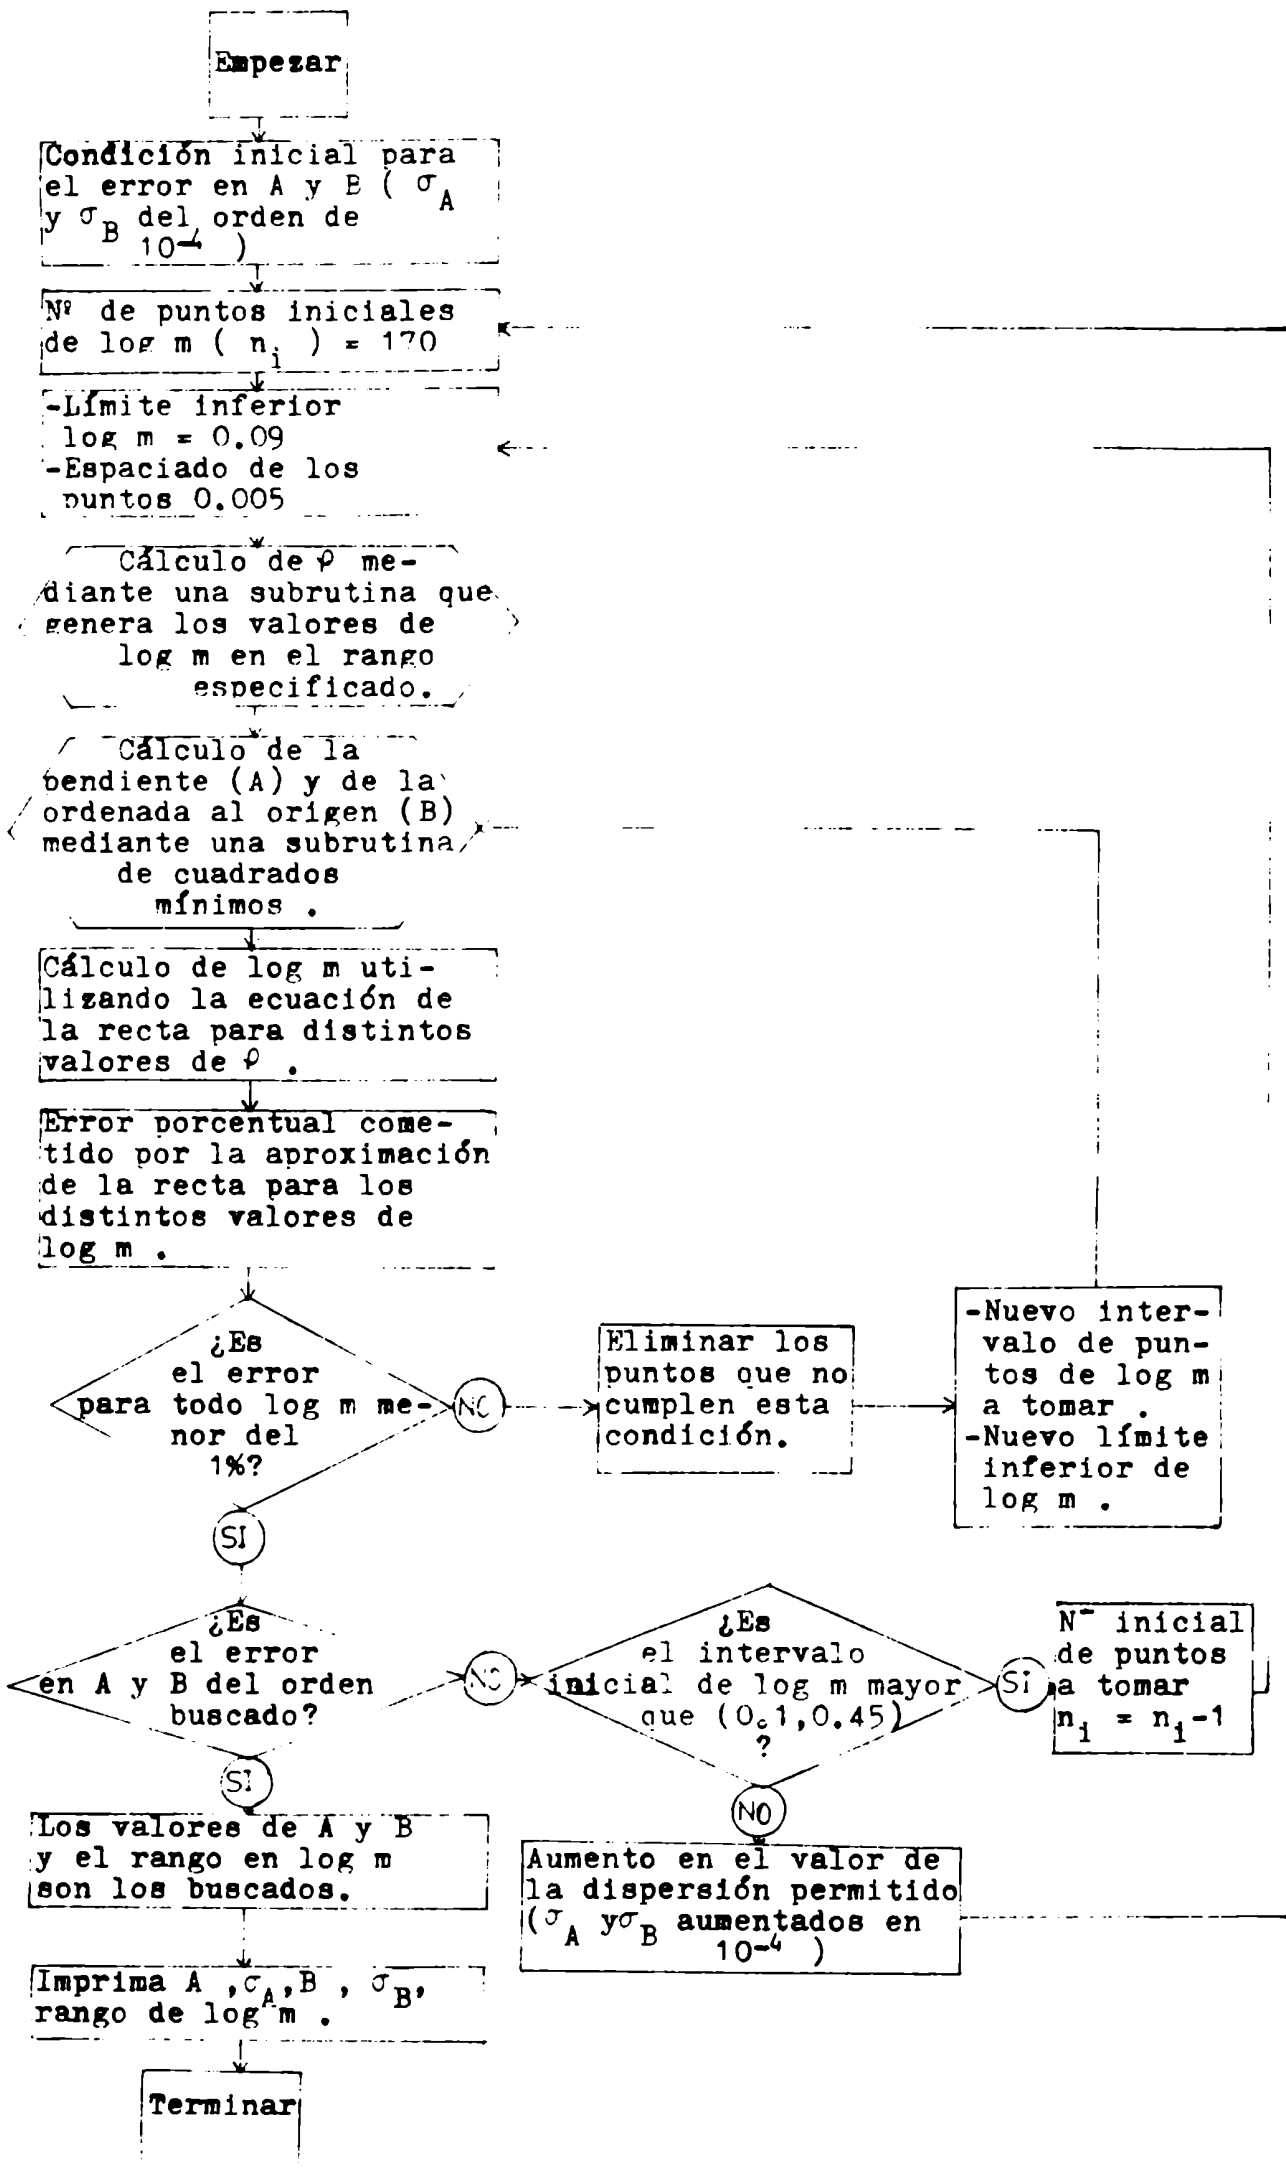 Empezar
Condición inicial para
el error en A y B ( σA
y σB del orden de
10-4 )
Nº de puntos iniciales
de log m ( ni ) = 170
-Límite inferior
log m = 0.09
-Espaciado de los
puntos 0.005
Cálculo de ρ me-
diante una subrutina que
genera los valores de
log m en el rango
especificado.
Cálculo de la
pendiente (A) y de la
ordenada al origen (B)
mediante una subrutina
de cuadrados
mínimos .
Cálculo de log m uti-
lizando la ecuación de
la recta para distintos
valores de ρ .
Error porcentual come-
tido por la aproximación
de la recta para los
distintos valores de
log m .
¿Es
el error
para todo log m me-
nor del
1%?
NO
Eliminar los
puntos que no
cumplen esta
condición.
-Nuevo inter-
valo de pun-
tos de log m
a tomar .
-Nuevo límite
inferior de
log m .
SI
¿Es
el error
en A y B del orden
buscado?
NO
¿Es
el intervalo
inicial de log m mayor
que (0.1,0.45)
?
SI
Nº inicial
de puntos
a tomar
ni = ni-1
SI
NO
Los valores de A y B
y el rango en log m
son los buscados.
Aumento en el valor de
la dispersión permitido
(σA yσB aumentados en
10-4 )
Imprima A ,σA,B , σB,
rango de log m .
Terminar